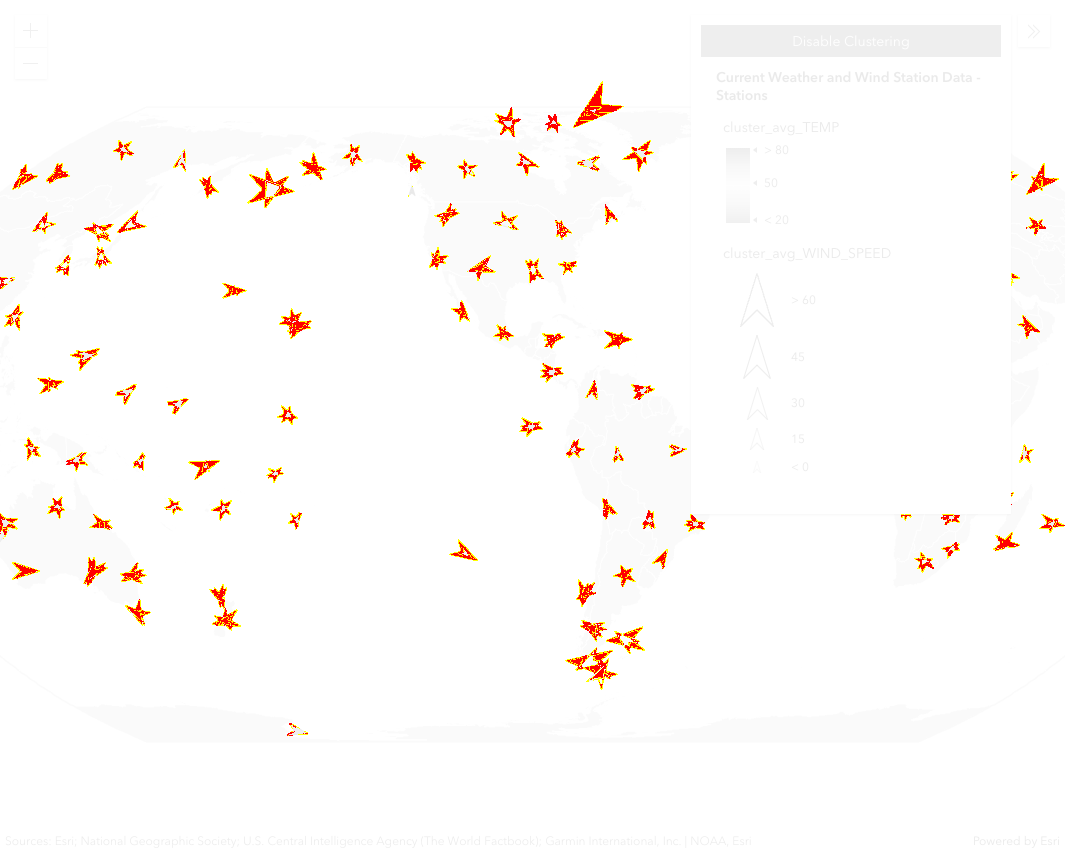 Disable Clustering
Current Weather and Wind Station Data -
Stations
cluster_avg_TEMP
> 80
50
< 20
cluster_avg_WIND_SPEED
> 60
45
30
15
< 0
Sources: Esri; National Geographic Society, U.S. Central Intelligence Agency (The World Factbook); Garmin International, Inc. | NOAA, Esri
Powered by Esri